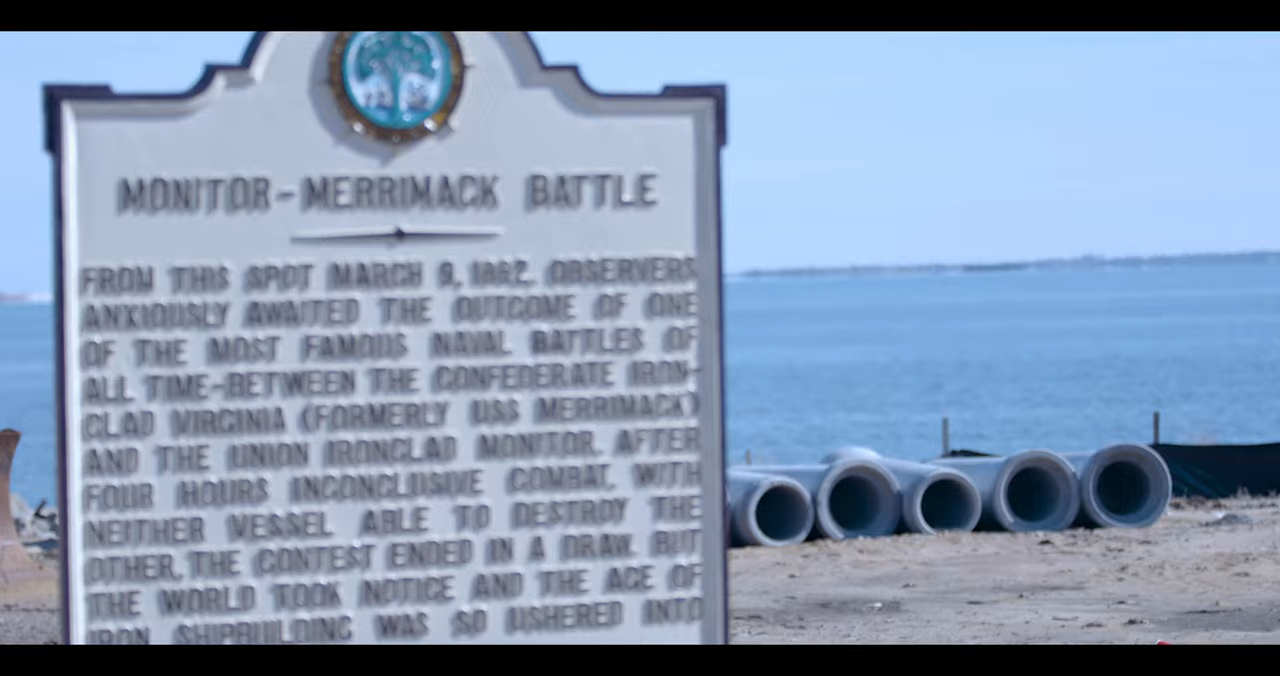 MONITOR-MERRIMACK BATTLE
FROM THIS SPOT MARCH 9, 1862, OBSERVERS
ANXIOUSLY AWAITED THE OUTCOME OF ONE
OF THE MOST FAMOUS NAVAL BATTLES OF
ALL TIME-BETWEEN THE CONFEDERATE IRON-
CLAD VIRGINIA (FORMERLY USS MERRIMACK)
AND THE UNION IRONCLAD MONITOR. AFTER
FOUR HOURS INCONCLUSIVE COMBAT, WITH
NEITHER VESSEL ABLE TO DESTROY THE
OTHER, THE CONTEST ENDED IN A DRAW. BUT
THE WORLD TOOK NOTICE AND THE AGE OF
IRON SHIPBUILDING WAS SO USHERED INTO